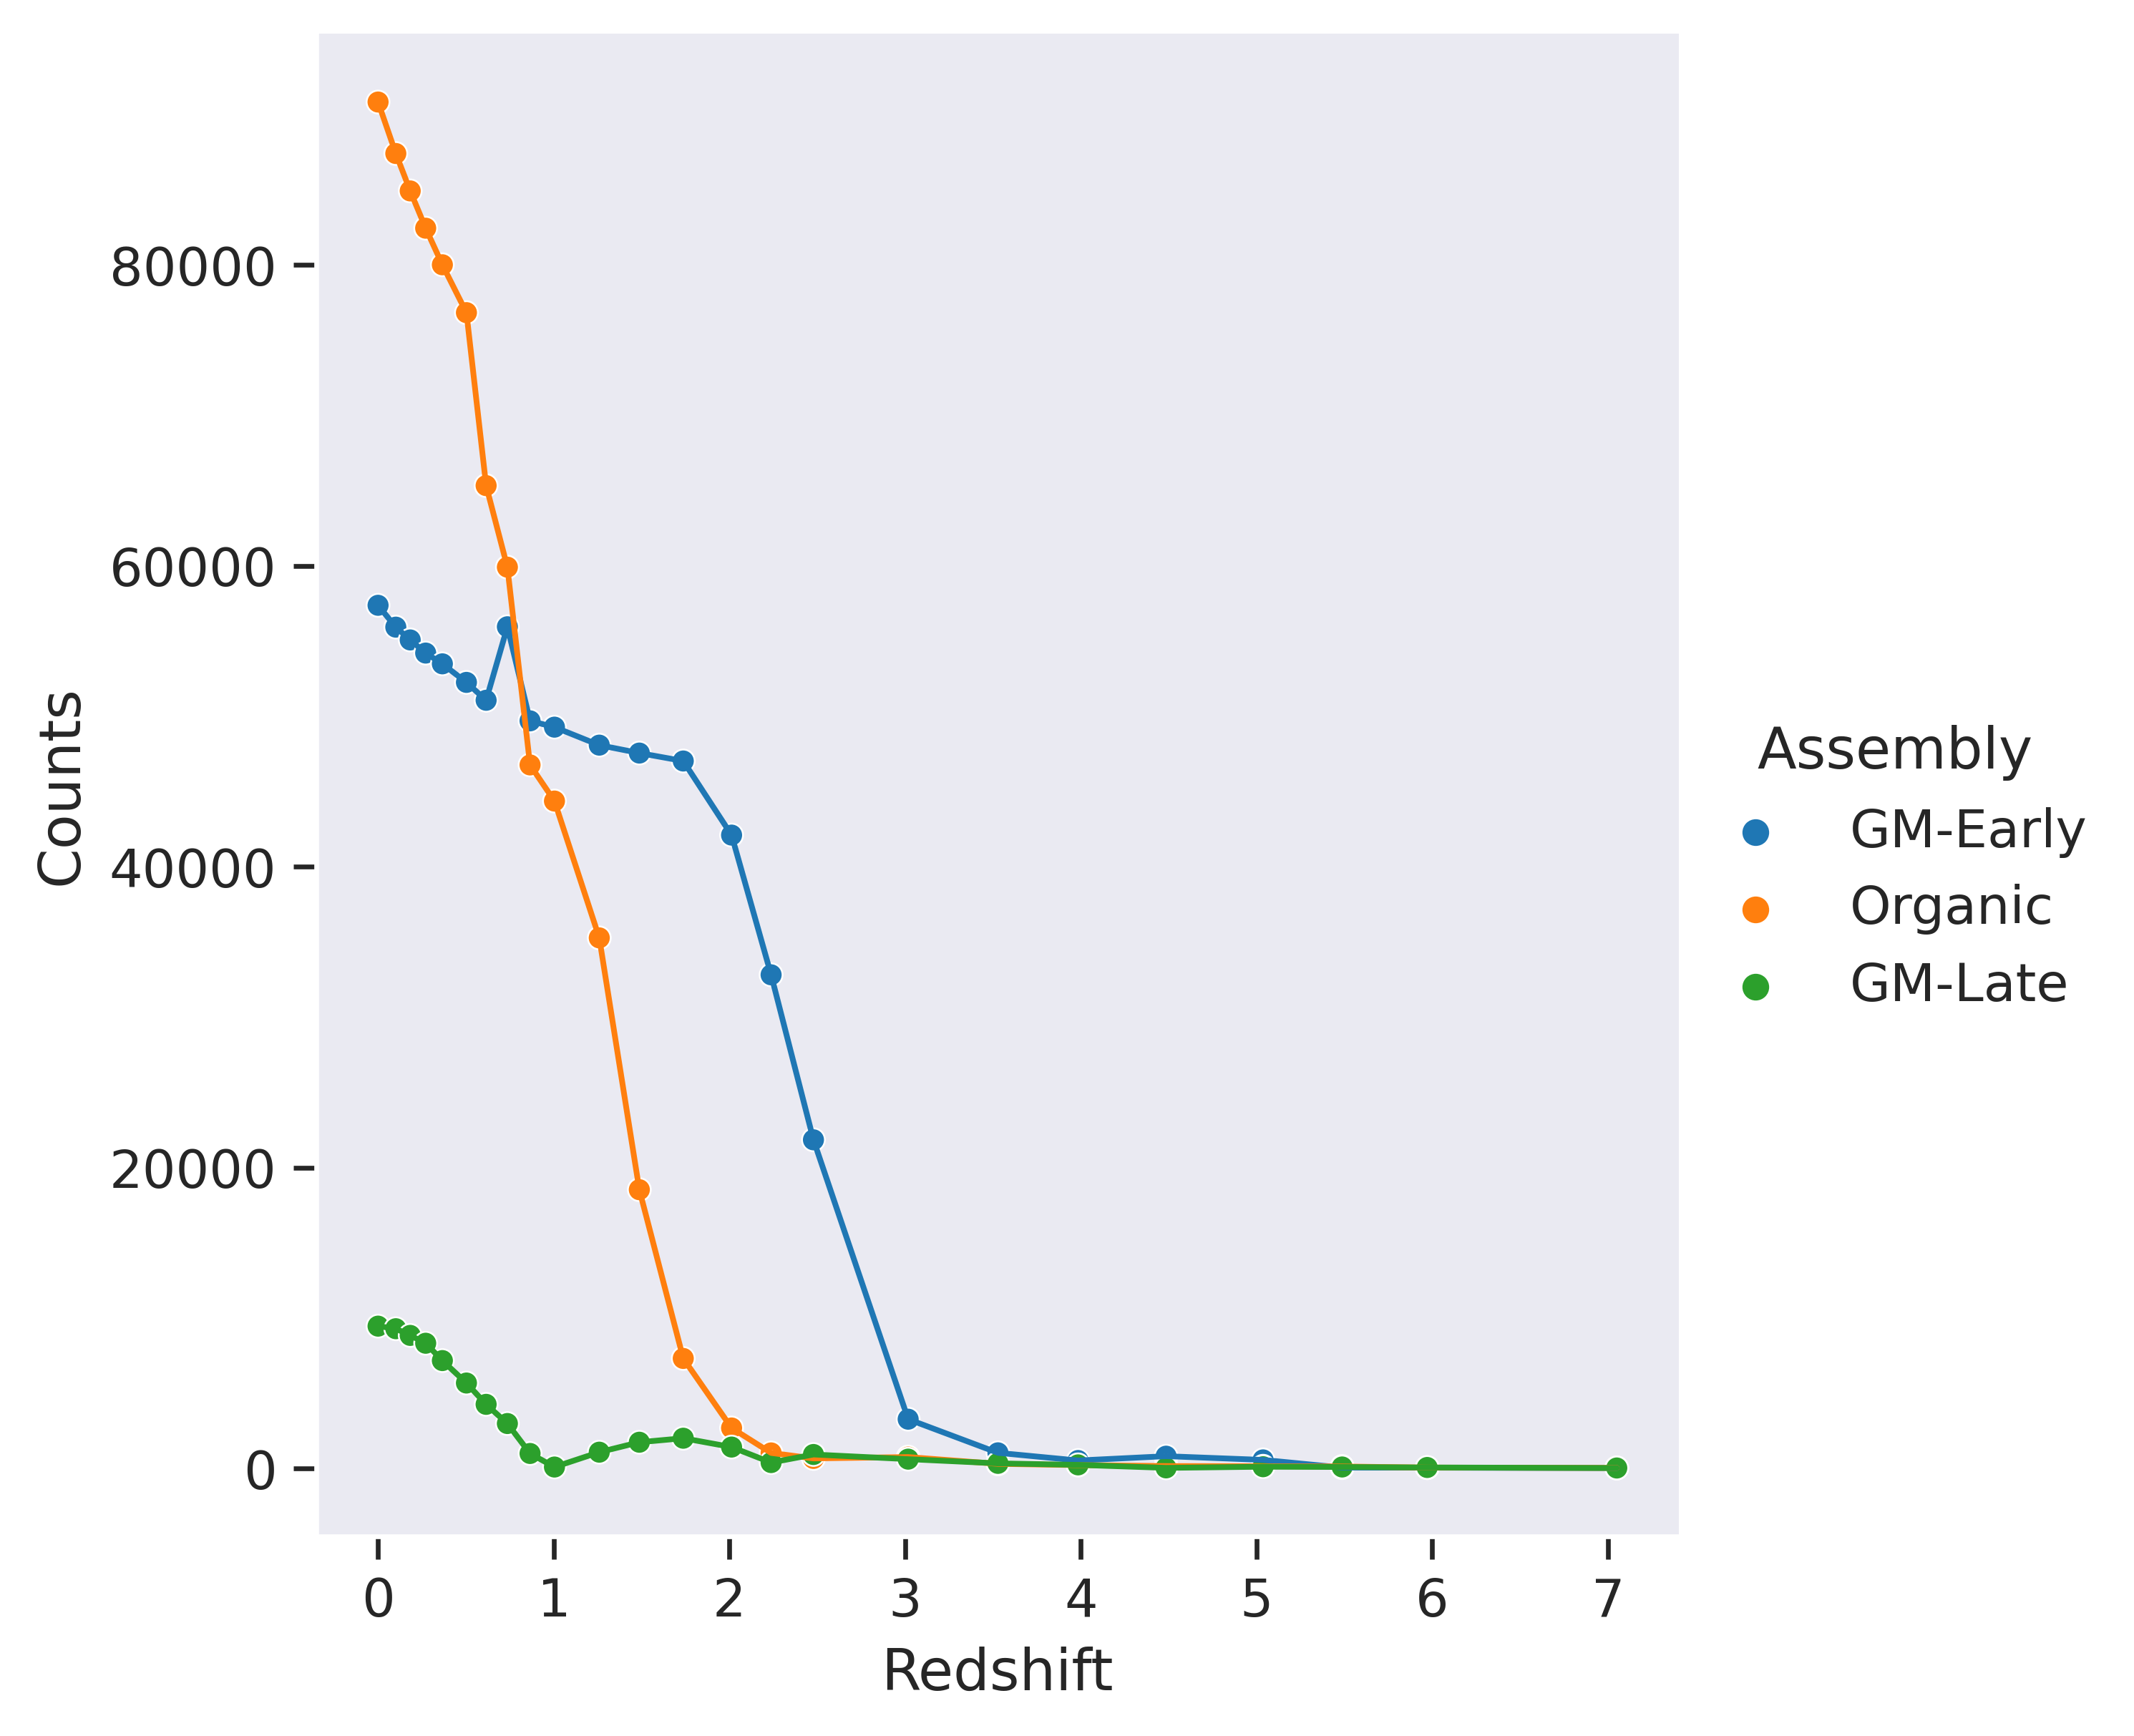 80000
60000
40000
20000
0
Counts
0 1 2 3 4 5 6 7
Redshift
Assembly
GM-Early
Organic
GM-Late